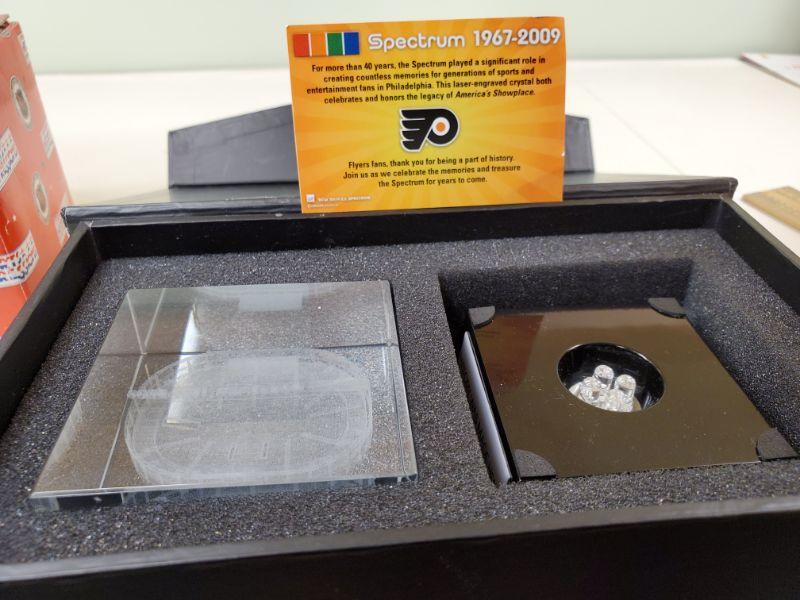 Spectrum 1967-2009
For more than 40 years, the Spectrum played a significant role in
creating countless memories for generations of sports and
entertainment fans in Philadelphia. This laser-engraved crystal both
celebrates and honors the legacy of America's Showplace.
Flyers fans, thank you for being a part of history.
Join us as we celebrate the memories and treasure
the Spectrum for years to come.